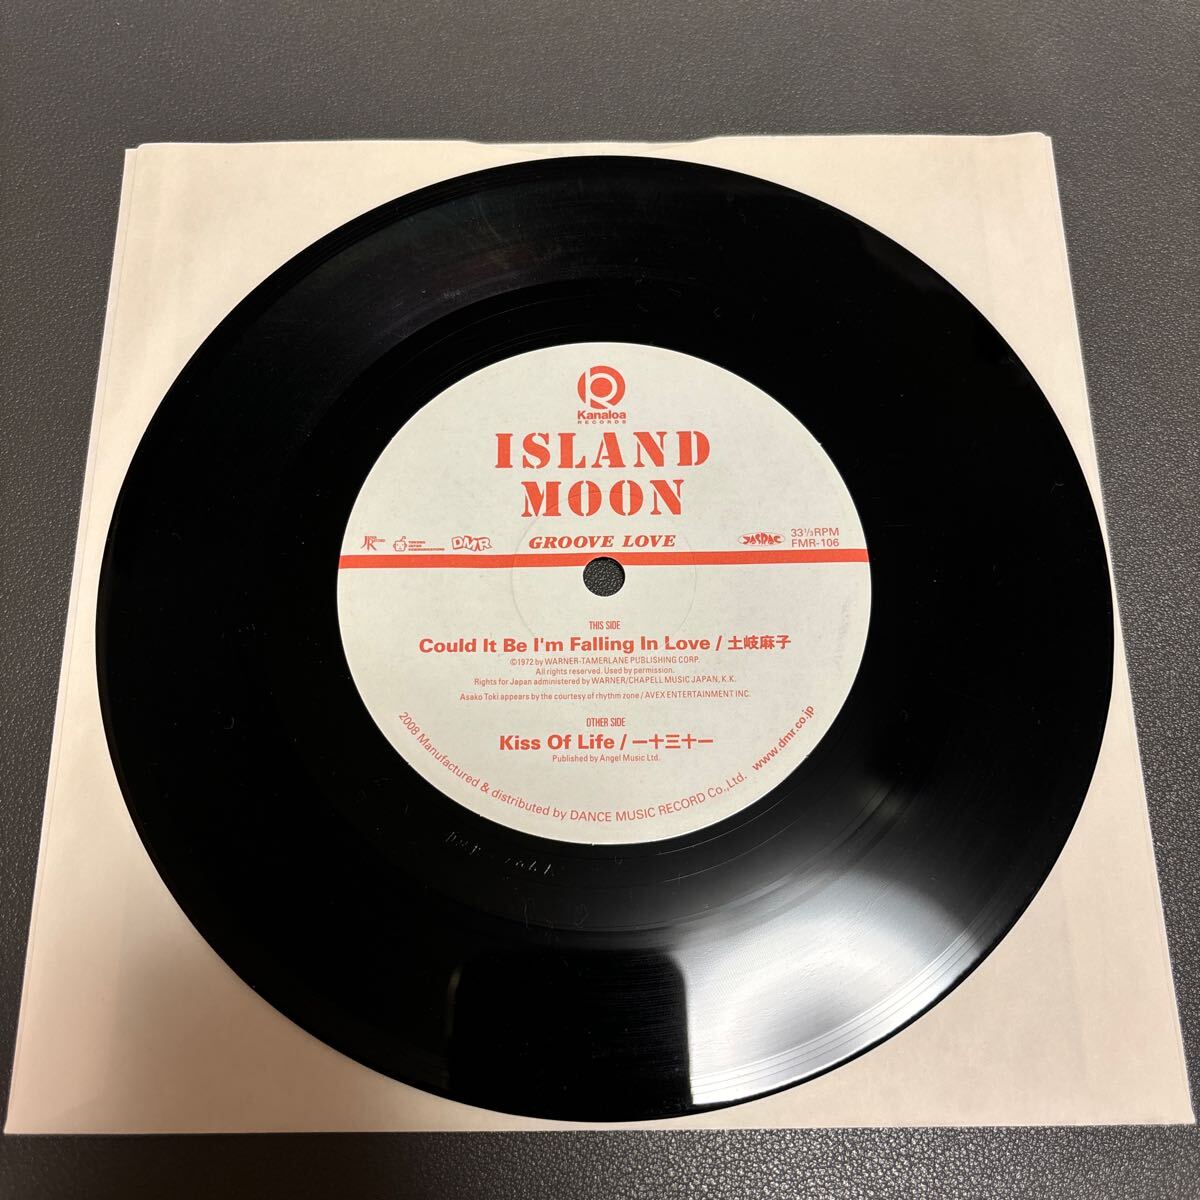 Kanaloa
RECORDS
ISLAND
MOON
DMR
GROOVE LOVE
JASRAC
33⅓RPM
FMR-106
THIS SIDE
Could It Be I'm Falling In Love / 土岐麻子
©1972 by WARNER-TAMERLANE PUBLISHING CORP.
All rights reserved. Used by permission.
Rights for Japan administered by WARNER/CHAPELL MUSIC JAPAN, K.K.
Asako Toki appears by the courtesy of rhythm zone / AVEX ENTERTAINMENT INC.
OTHER SIDE
Kiss Of Life / 一十三十一
Published by Angel Music Ltd.
2008 Manufactured & distributed by DANCE MUSIC RECORD Co.,Ltd. www.dmr.co.jp